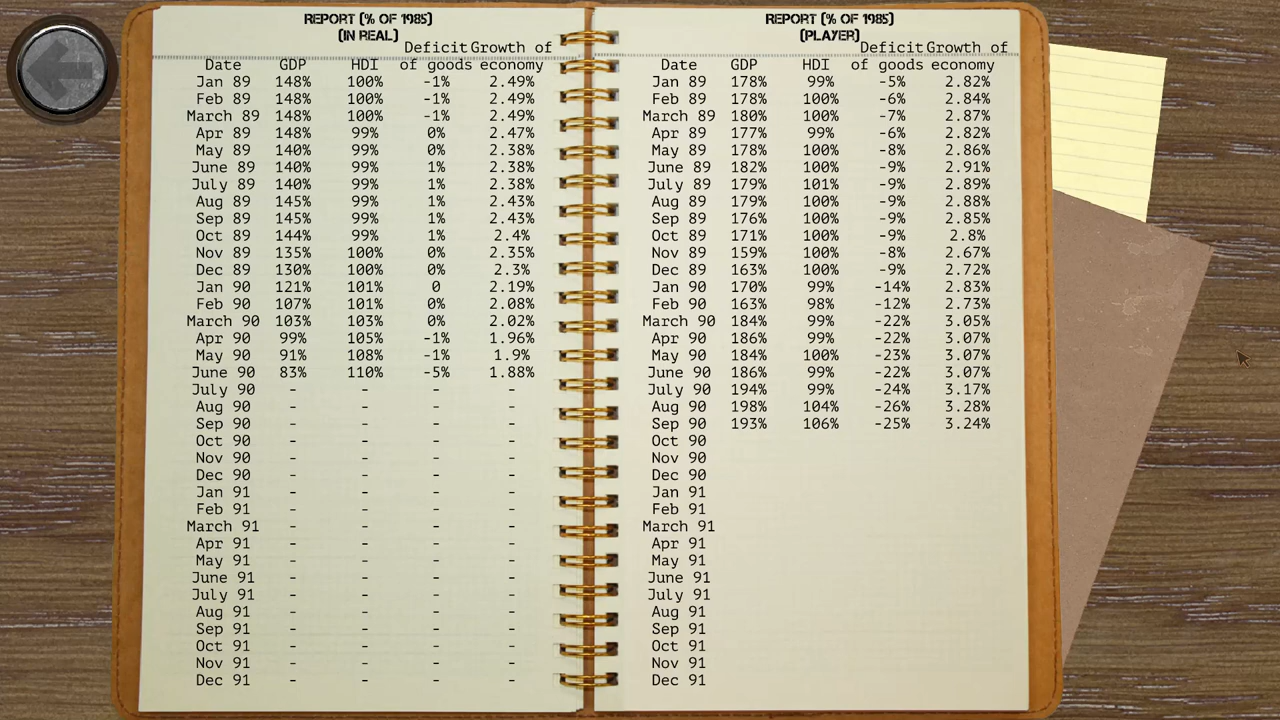 REPORT (% OF 1985)
(IN REAL)
Deficit Growth of
Date GDP HDI of goods economy
Jan 89 148% 100% -1% 2.49%
Feb 89 148% 100% -1% 2.49%
March 89 148% 100% -1% 2.49%
Apr 89 148% 99% 0% 2.47%
May 89 140% 99% 0% 2.38%
June 89 140% 99% 1% 2.38%
July 89 140% 99% 1% 2.38%
Aug 89 145% 99% 1% 2.43%
Sep 89 145% 99% 1% 2.43%
Oct 89 144% 99% 1% 2.4%
Nov 89 135% 100% 0% 2.35%
Dec 89 130% 100% 0% 2.3%
Jan 90 121% 101% 0 2.19%
Feb 90 107% 101% 0% 2.08%
March 90 103% 103% 0% 2.02%
Apr 90 99% 105% -1% 1.96%
May 90 91% 108% -1% 1.9%
June 90 83% 110% -5% 1.88%
July 90 - - - -
Aug 90 - - - -
Sep 90 - - - -
Oct 90 - - - -
Nov 90 - - - -
Dec 90 - - - -
Jan 91 - - - -
Feb 91 - - - -
March 91 - - - -
Apr 91 - - - -
May 91 - - - -
June 91 - - - -
July 91 - - - -
Aug 91 - - - -
Sep 91 - - - -
Oct 91 - - - -
Nov 91 - - - -
Dec 91 - - - -
REPORT (% OF 1985)
(PLAYER)
Deficit Growth of
Date GDP HDI of goods economy
Jan 89 178% 99% -5% 2.82%
Feb 89 178% 100% -6% 2.84%
March 89 180% 100% -7% 2.87%
Apr 89 177% 99% -6% 2.82%
May 89 178% 100% -8% 2.86%
June 89 182% 100% -9% 2.91%
July 89 179% 101% -9% 2.89%
Aug 89 179% 100% -9% 2.88%
Sep 89 176% 100% -9% 2.85%
Oct 89 171% 100% -9% 2.8%
Nov 89 159% 100% -8% 2.67%
Dec 89 163% 100% -9% 2.72%
Jan 90 170% 99% -14% 2.83%
Feb 90 163% 98% -12% 2.73%
March 90 184% 99% -22% 3.05%
Apr 90 186% 99% -22% 3.07%
May 90 184% 100% -23% 3.07%
June 90 186% 99% -22% 3.07%
July 90 194% 99% -24% 3.17%
Aug 90 198% 104% -26% 3.28%
Sep 90 193% 106% -25% 3.24%
Oct 90
Nov 90
Dec 90
Jan 91
Feb 91
March 91
Apr 91
May 91
June 91
July 91
Aug 91
Sep 91
Oct 91
Nov 91
Dec 91